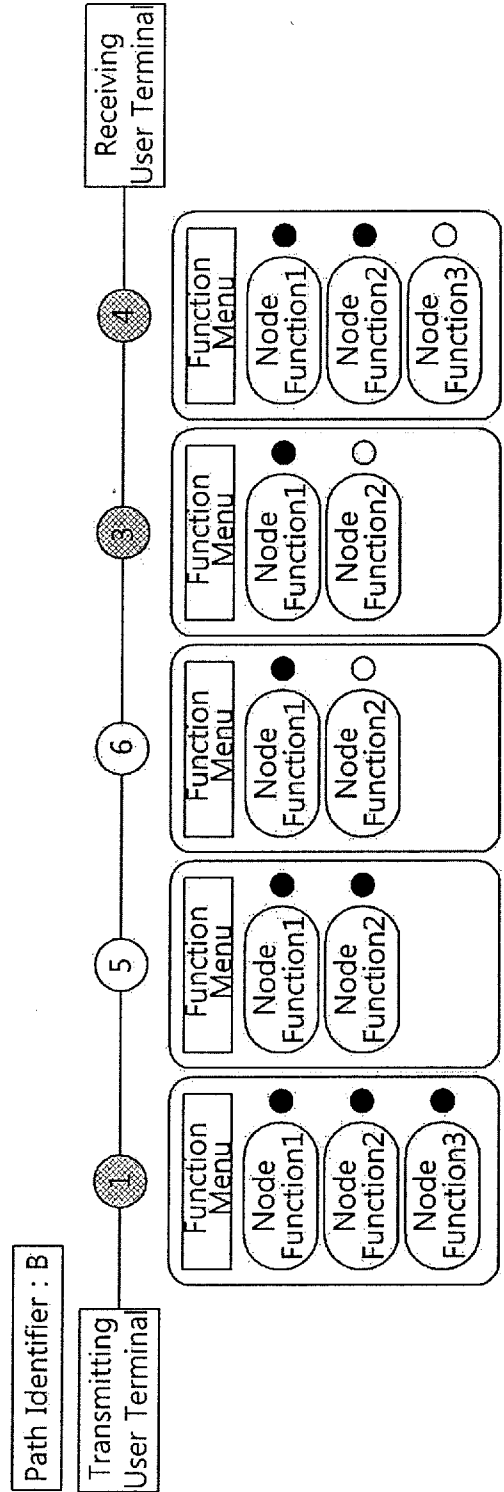 Path Identifier : B
Transmitting
User Terminal
1
5
6
3
4
Receiving
User Terminal
Function
Menu
Node
Function1
Node
Function2
Node
Function3
Function
Menu
Node
Function1
Node
Function2
Function
Menu
Node
Function1
Node
Function2
Function
Menu
Node
Function1
Node
Function2
Function
Menu
Node
Function1
Node
Function2
Node
Function3